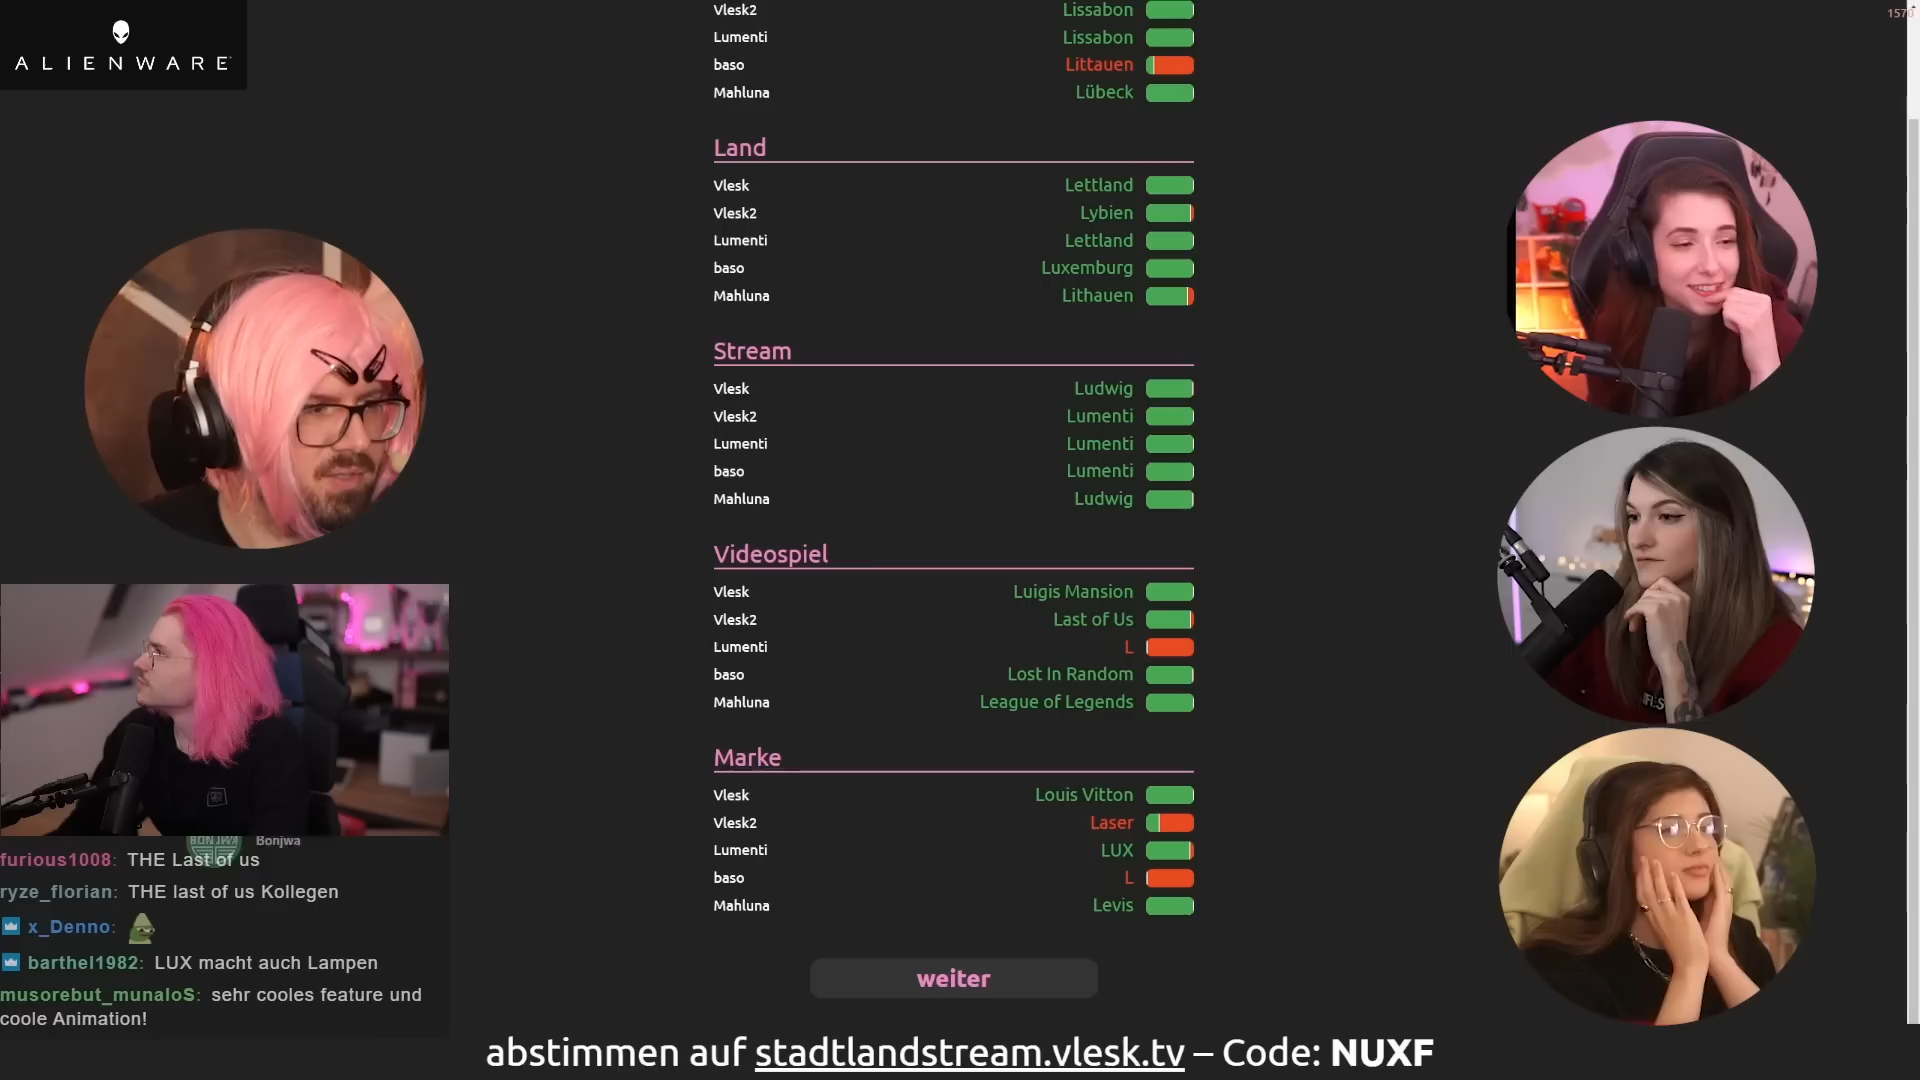 ALIENWARE
1570
Vlesk2 Lissabon
Lumenti Lissabon
baso Littauen
Mahluna Lübeck
Land
Vlesk Lettland
Vlesk2 Lybien
Lumenti Lettland
baso Luxemburg
Mahluna Lithauen
Stream
Vlesk Ludwig
Vlesk2 Lumenti
Lumenti Lumenti
baso Lumenti
Mahluna Ludwig
Videospiel
Vlesk Luigis Mansion
Vlesk2 Last of Us
Lumenti L
baso Lost In Random
Mahluna League of Legends
Marke
Vlesk Louis Vitton
Vlesk2 Laser
Lumenti LUX
baso L
Mahluna Levis
weiter
BONJWA Bonjwa
furious1008: THE Last of us
ryze_florian: THE last of us Kollegen
x_Denno:
barthel1982: LUX macht auch Lampen
musorebut_munaloS: sehr cooles feature und
coole Animation!
abstimmen auf stadtlandstream.vlesk.tv – Code: NUXF